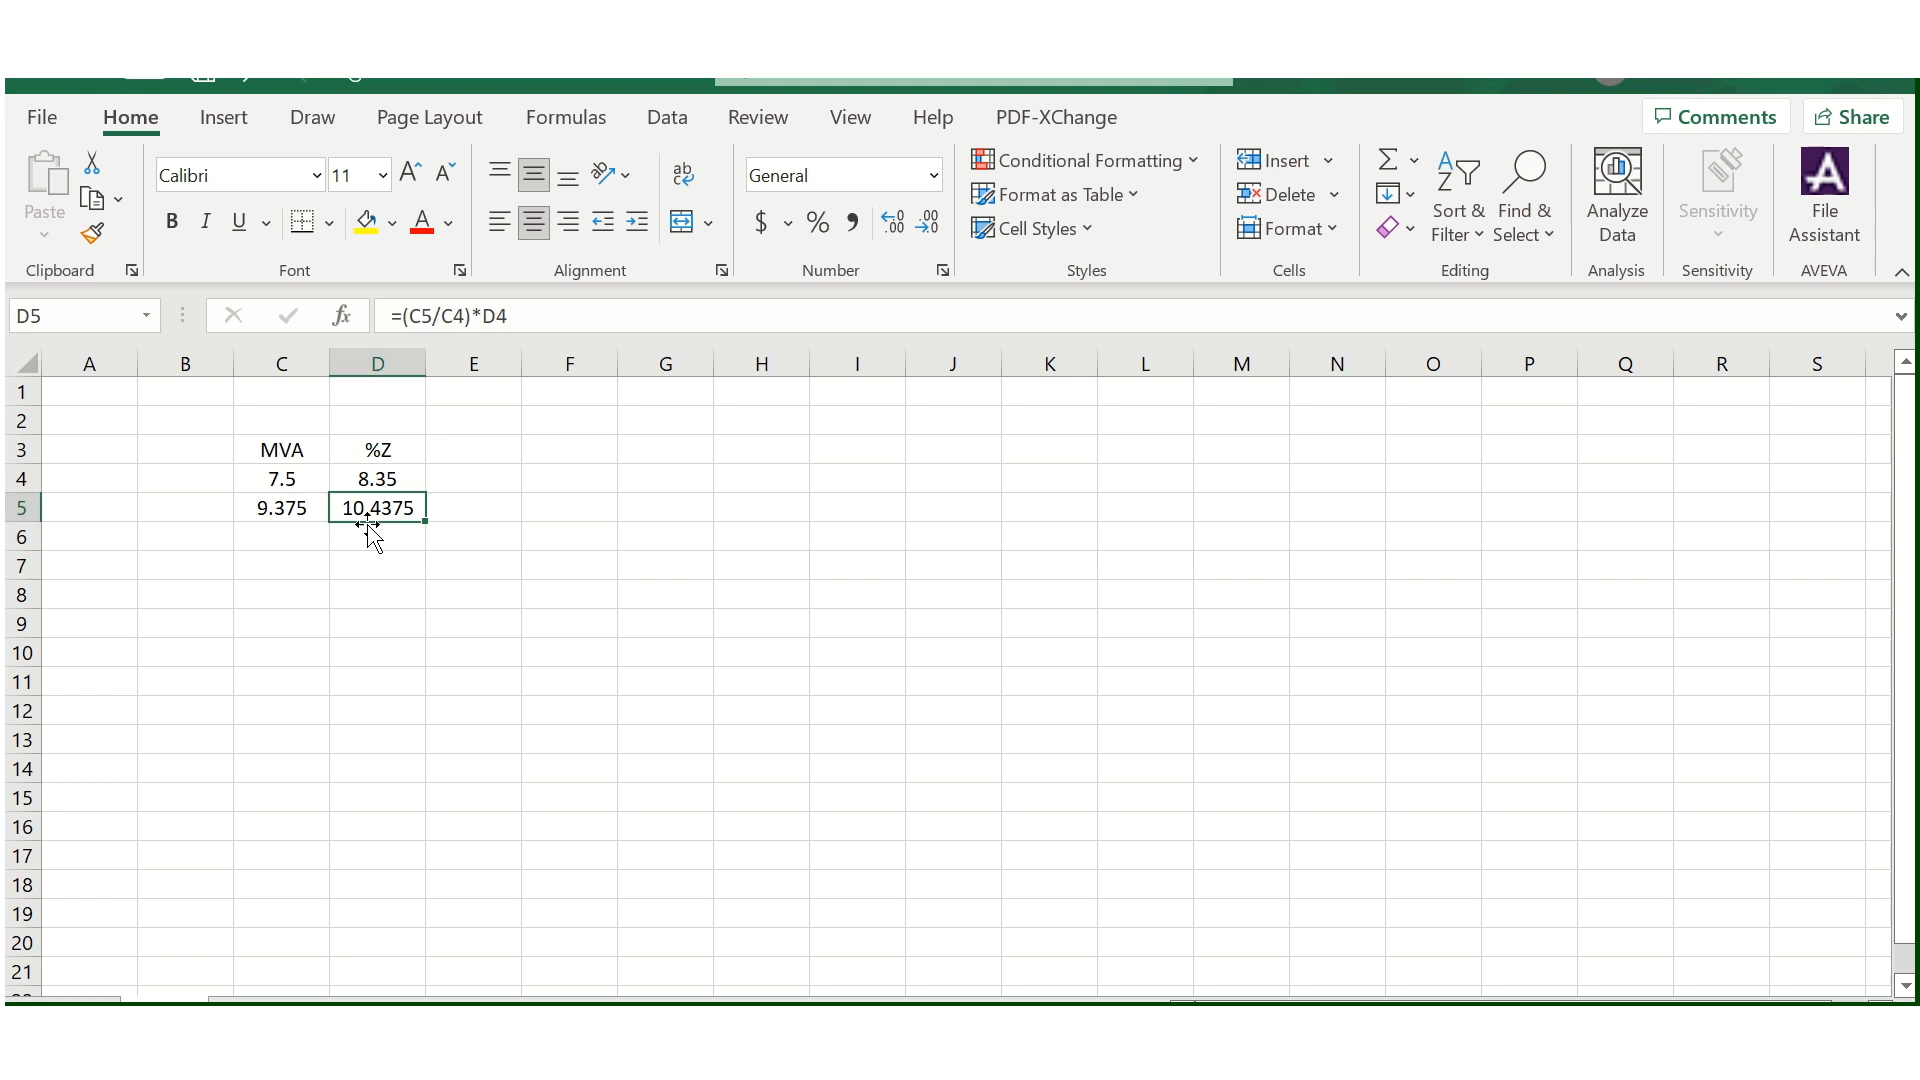 File Home Insert Draw Page Layout Formulas Data Review View Help PDF-XChange Comments Share
Paste
Calibri 11
B I U A
ab
General
$ % 9
Conditional Formatting
Format as Table
Cell Styles
Insert
Delete
Format
Sort & Filter
Find & Select
Analyze Data
Sensitivity
File Assistant
Clipboard Font Alignment Number Styles Cells Editing Analysis Sensitivity AVEVA
D5 fx =(C5/C4)*D4
A B C D E F G H I J K L M N O P Q R S
1
2
3 MVA %Z
4 7.5 8.35
5 9.375 10.4375
6
7
8
9
10
11
12
13
14
15
16
17
18
19
20
21